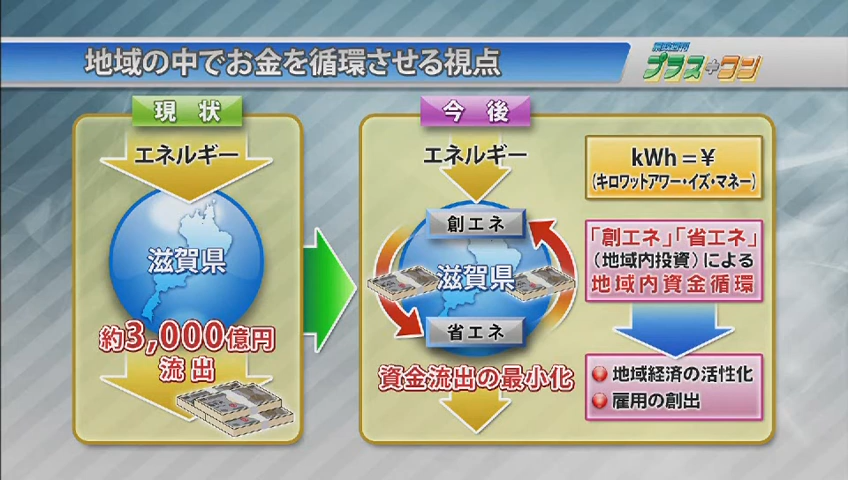 地域の中でお金を循環させる視点
プラス+ワン
現状
エネルギー
滋賀県
約3,000億円
流出
今後
エネルギー
創エネ
滋賀県
省エネ
資金流出の最小化
kWh=¥
(キロワットアワー・イズ・マネー)
「創エネ」「省エネ」
(地域内投資)による
地域内資金循環
地域経済の活性化
雇用の創出